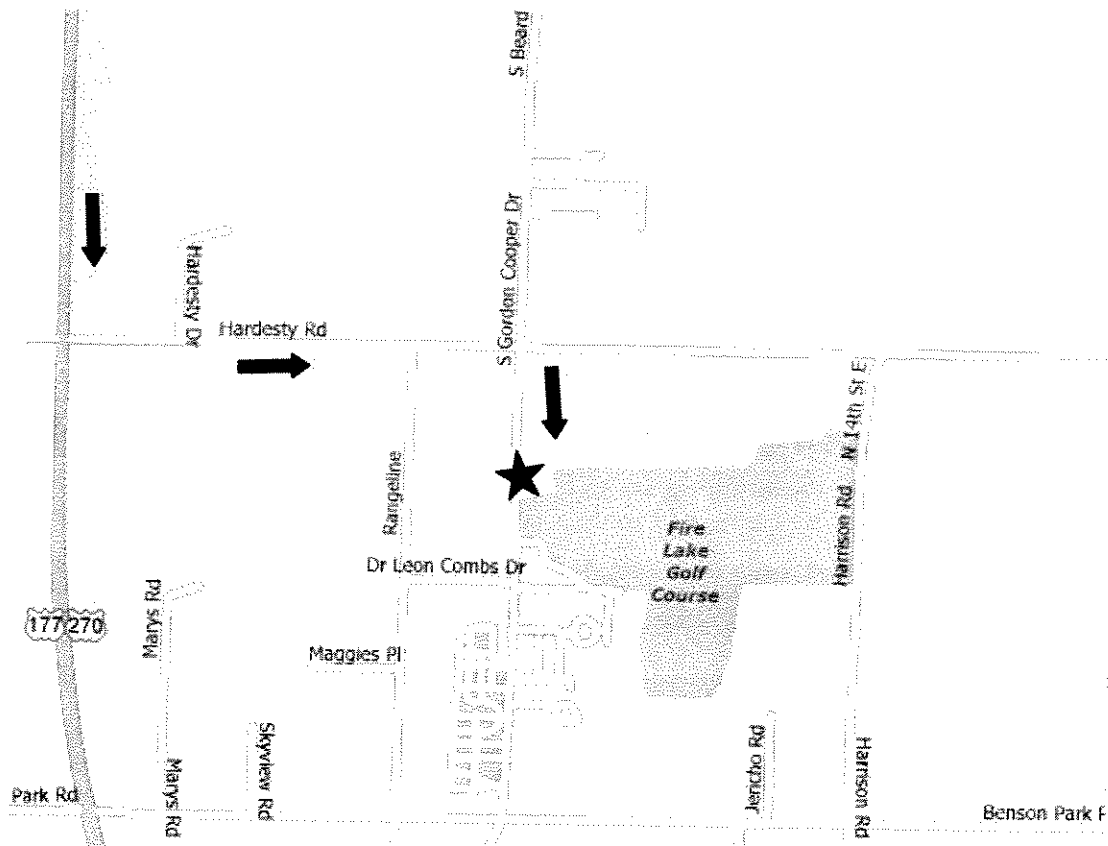 S Beard
S Gordon Cooper Dr
Hardesty Dr
Hardesty Rd
N 14th St E
Rangeline
Harrison Rd
Fire
Lake
Golf
Course
Dr Leon Combs Dr
Marys Rd
177 270
Maggies Pl
Skyview Rd
Marys Rd
Jericho Rd
Harrison Rd
Park Rd
Benson Park R